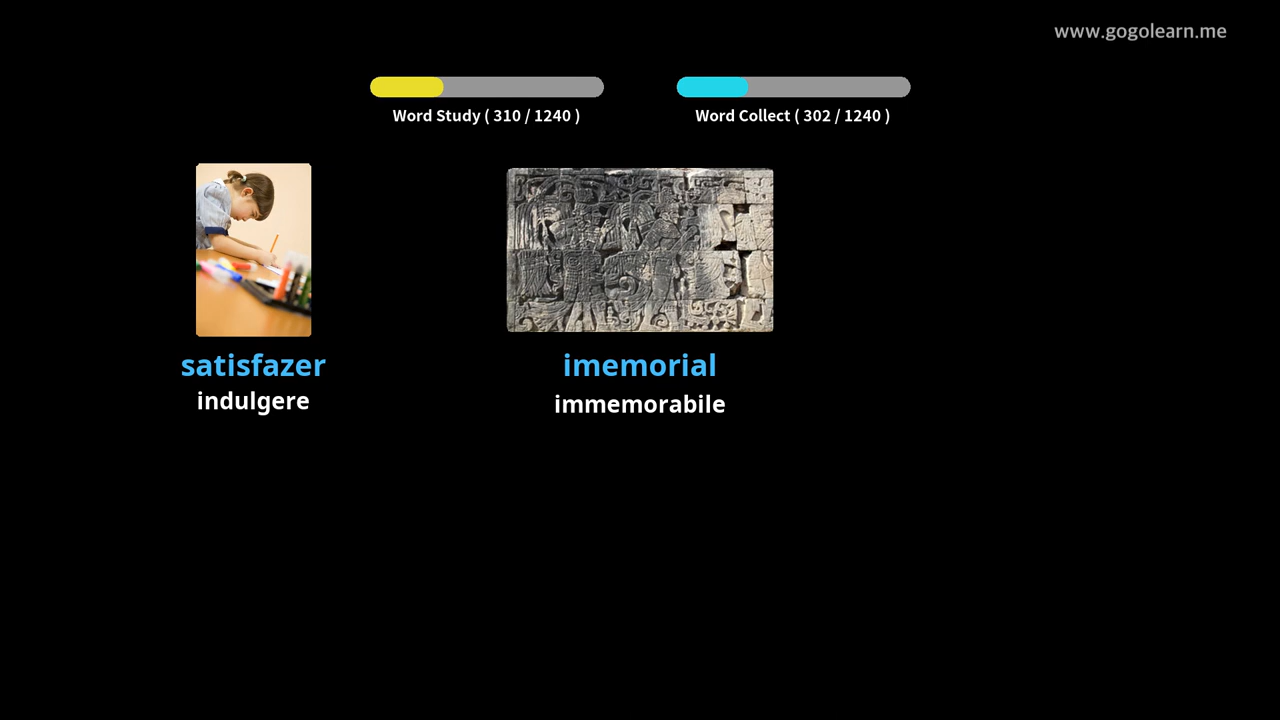 www.gogolearn.me
Word Study ( 310 / 1240 )
Word Collect ( 302 / 1240 )
satisfazer
indulgere
imemorial
immemorabile